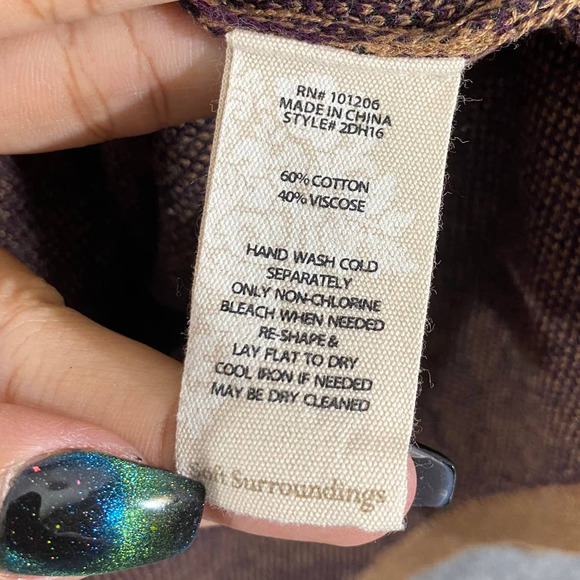 RN# 101206
MADE IN CHINA
STYLE# 2DH16
60% COTTON
40% VISCOSE
HAND WASH COLD
SEPARATELY
ONLY NON-CHLORINE
BLEACH WHEN NEEDED
RE-SHAPE &
LAY FLAT TO DRY
COOL IRON IF NEEDED
MAY BE DRY CLEANED
Soft Surroundings